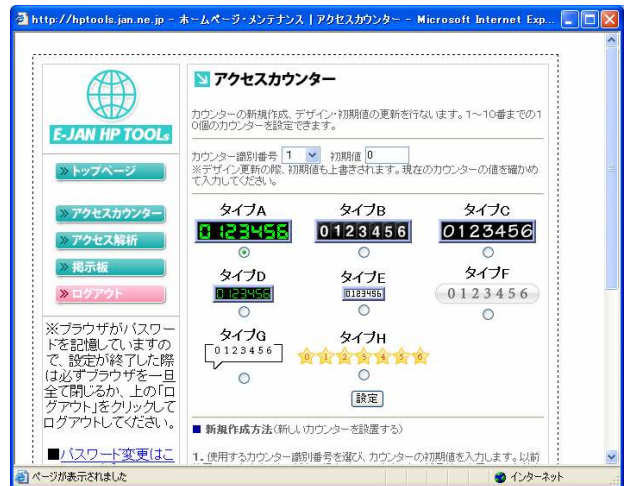 http://hptools.jan.ne.jp - ホームページ・メンテナンス | アクセスカウンター - Microsoft Internet Exp...
E-JAN HP TOOLs
≫ トップページ
≫ アクセスカウンター
≫ アクセス解析
≫ 掲示板
≫ ログアウト
※ブラウザがパスワー
ドを記憶していますの
で、設定が終了した際
は必ずブラウザを一旦
全て閉じるか、上の「ロ
グアウト」をクリックして
ログアウトしてください。
■パスワード変更(はこ
アクセスカウンター
カウンターの新規作成、デザイン・初期値の更新を行ないます。1～10番までの1
0個のカウンターを設定できます。
カウンター識別番号 1 初期値 0
※デザイン更新の際、初期値も上書きされます。現在のカウンターの値を確かめ
て入力してください。
タイプA タイプB タイプC
0123456 0123456 0123456
タイプD タイプE タイプF
0123456 0123456 0123456
タイプG タイプH
0123456 0 1 2 3 4 5 6
設定
■ 新規作成方法(新しいカウンターを設置する)
1. 使用するカウンター識別番号を選び、カウンターの初期値を入力します。以前
ページが表示されました インターネット